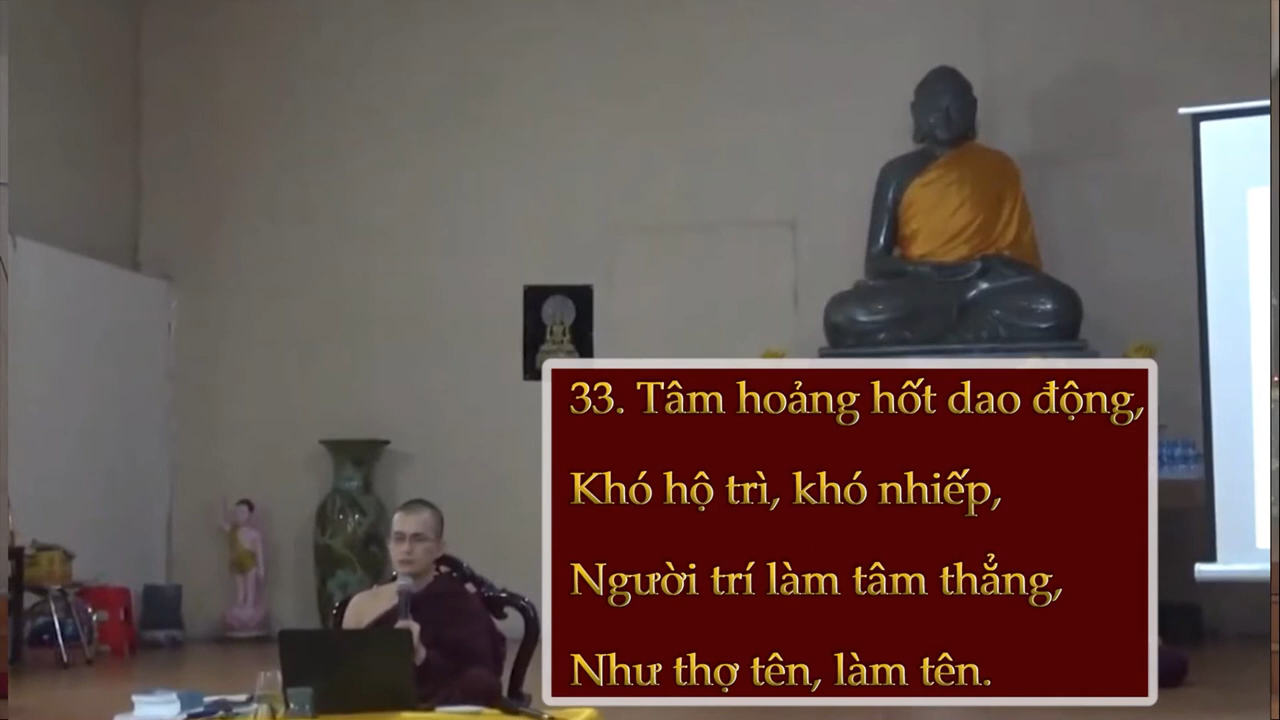 33. Tâm hoảng hốt dao động,
Khó hộ trì, khó nhiếp,
Người trí làm tâm thẳng,
Như thợ tên, làm tên.